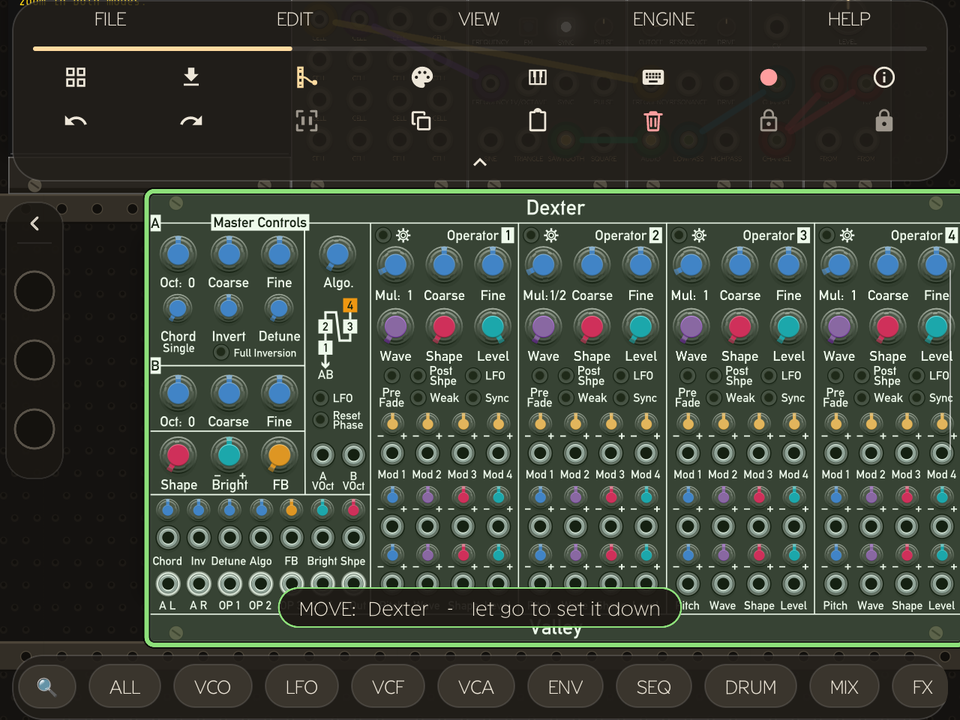 zoom in both modes.
FILE EDIT VIEW ENGINE HELP
Dexter
A Master Controls
Oct: 0 Coarse Fine
Chord Single Invert Detune
Full Inversion
B
Oct: 0 Coarse Fine
Shape Bright FB
Chord Inv Detune Algo FB Bright Shpe
A L A R OP 1 OP 2
Algo.
4
2 3
1
AB
LFO
Reset Phase
A VOct B VOct
Operator 1
Mul: 1 Coarse Fine
Wave Shape Level
Post Shpe LFO
Pre Fade Weak Sync
Mod 1 Mod 2 Mod 3 Mod 4
Operator 2
Mul:1/2 Coarse Fine
Wave Shape Level
Post Shpe LFO
Pre Fade Weak Sync
Mod 1 Mod 2 Mod 3 Mod 4
Operator 3
Mul: 1 Coarse Fine
Wave Shape Level
Post Shpe LFO
Pre Fade Weak Sync
Mod 1 Mod 2 Mod 3 Mod 4
Wave Shape Level
Operator 4
Mul: 1 Coarse Fine
Wave Shape Level
Post Shpe LFO
Pre Fade Weak Sync
Mod 1 Mod 2 Mod 3 Mod 4
Pitch Wave Shape Level
MOVE: Dexter - let go to set it down
Valley
ALL VCO LFO VCF VCA ENV SEQ DRUM MIX FX